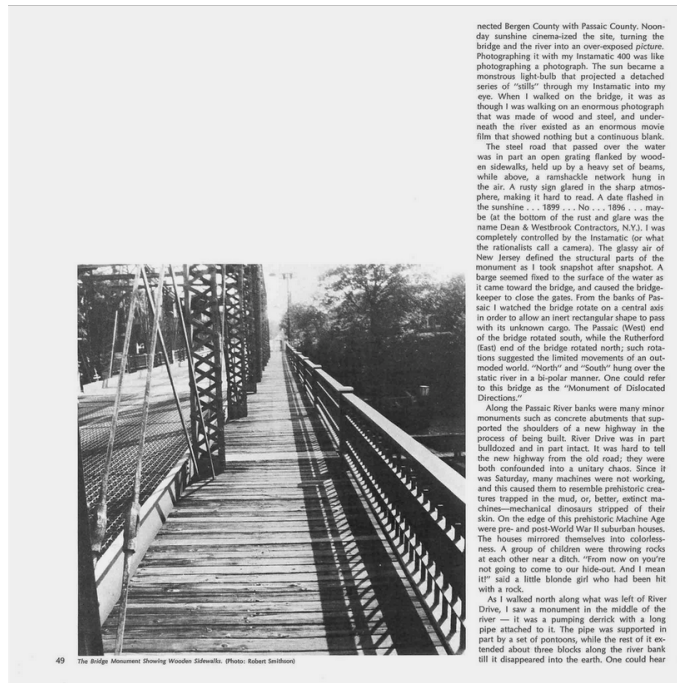 nected Bergen County with Passaic County. Noon-
day sunshine cinema-ized the site, turning the
bridge and the river into an over-exposed picture.
Photographing it with my Instamatic 400 was like
photographing a photograph. The sun became a
monstrous light-bulb that projected a detached
series of "stills" through my Instamatic into my
eye. When I walked on the bridge, it was as
though I was walking on an enormous photograph
that was made of wood and steel, and under-
neath the river existed as an enormous movie
film that showed nothing but a continuous blank.
The steel road that passed over the water
was in part an open grating flanked by wood-
en sidewalks, held up by a heavy set of beams,
while above, a ramshackle network hung in
the air. A rusty sign glared in the sharp atmos-
phere, making it hard to read. A date flashed in
the sunshine . . . 1899 . . . No . . . 1896 . . . may-
be (at the bottom of the rust and glare was the
name Dean & Westbrook Contractors, N.Y.). I was
completely controlled by the Instamatic (or what
the rationalists call a camera). The glassy air of
New Jersey defined the structural parts of the
monument as I took snapshot after snapshot. A
barge seemed fixed to the surface of the water as
it came toward the bridge, and caused the bridge-
keeper to close the gates. From the banks of Pas-
saic I watched the bridge rotate on a central axis
in order to allow an inert rectangular shape to pass
with its unknown cargo. The Passaic (West) end
of the bridge rotated south, while the Rutherford
(East) end of the bridge rotated north; such rota-
tions suggested the limited movements of an out-
moded world. "North" and "South" hung over the
static river in a bi-polar manner. One could refer
to this bridge as the "Monument of Dislocated
Directions."
Along the Passaic River banks were many minor
monuments such as concrete abutments that sup-
ported the shoulders of a new highway in the
process of being built. River Drive was in part
bulldozed and in part intact. It was hard to tell
the new highway from the old road; they were
both confounded into a unitary chaos. Since it
was Saturday, many machines were not working,
and this caused them to resemble prehistoric crea-
tures trapped in the mud, or, better, extinct ma-
chines—mechanical dinosaurs stripped of their
skin. On the edge of this prehistoric Machine Age
were pre- and post-World War II suburban houses.
The houses mirrored themselves into colorless-
ness. A group of children were throwing rocks
at each other near a ditch. "From now on you're
not going to come to our hide-out. And I mean
it!" said a little blonde girl who had been hit
with a rock.
As I walked north along what was left of River
Drive, I saw a monument in the middle of the
river — it was a pumping derrick with a long
pipe attached to it. The pipe was supported in
part by a set of pontoons, while the rest of it ex-
tended about three blocks along the river bank
till it disappeared into the earth. One could hear
49 The Bridge Monument Showing Wooden Sidewalks. (Photo: Robert Smithson)